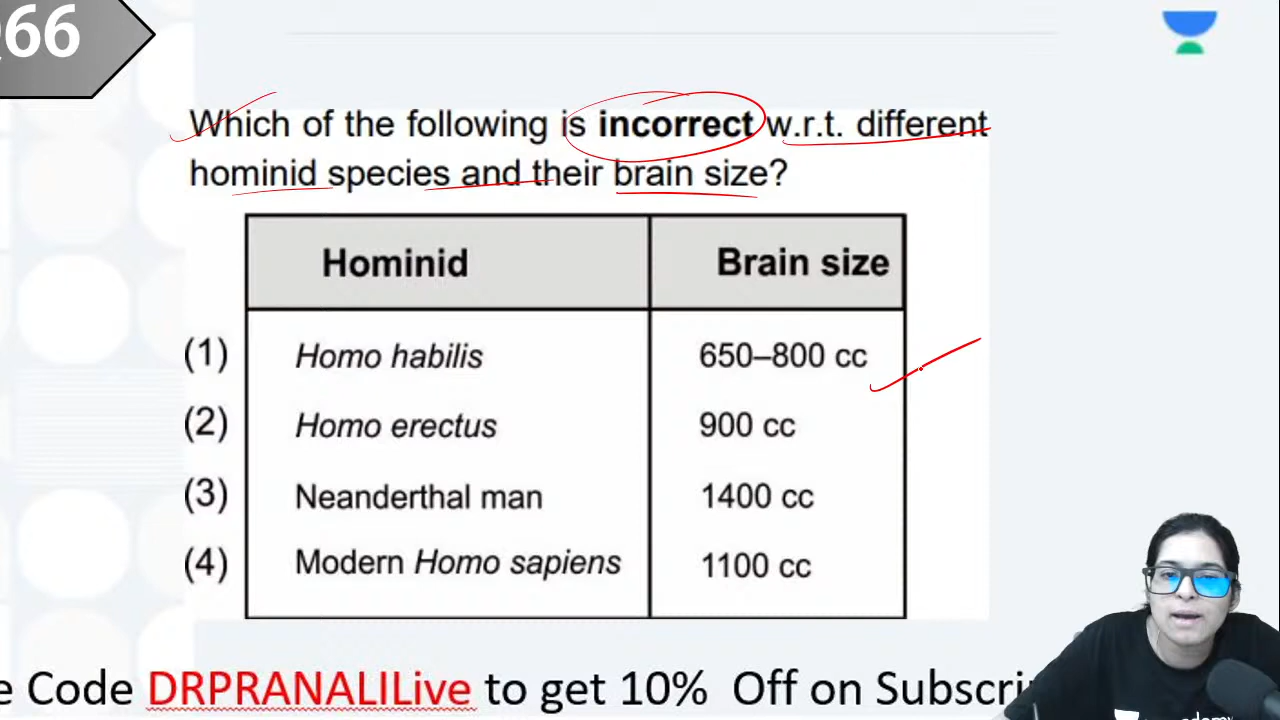 66
Which of the following is incorrect w.r.t. different
hominid species and their brain size?
Hominid Brain size
(1) Homo habilis 650–800 cc
(2) Homo erectus 900 cc
(3) Neanderthal man 1400 cc
(4) Modern Homo sapiens 1100 cc
e Code DRPRANALILive to get 10% Off on Subscri